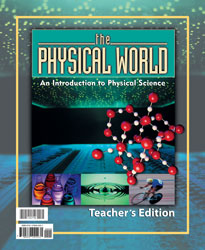 the
PHYSICAL WORLD
An Introduction to Physical Science
Teacher's Edition